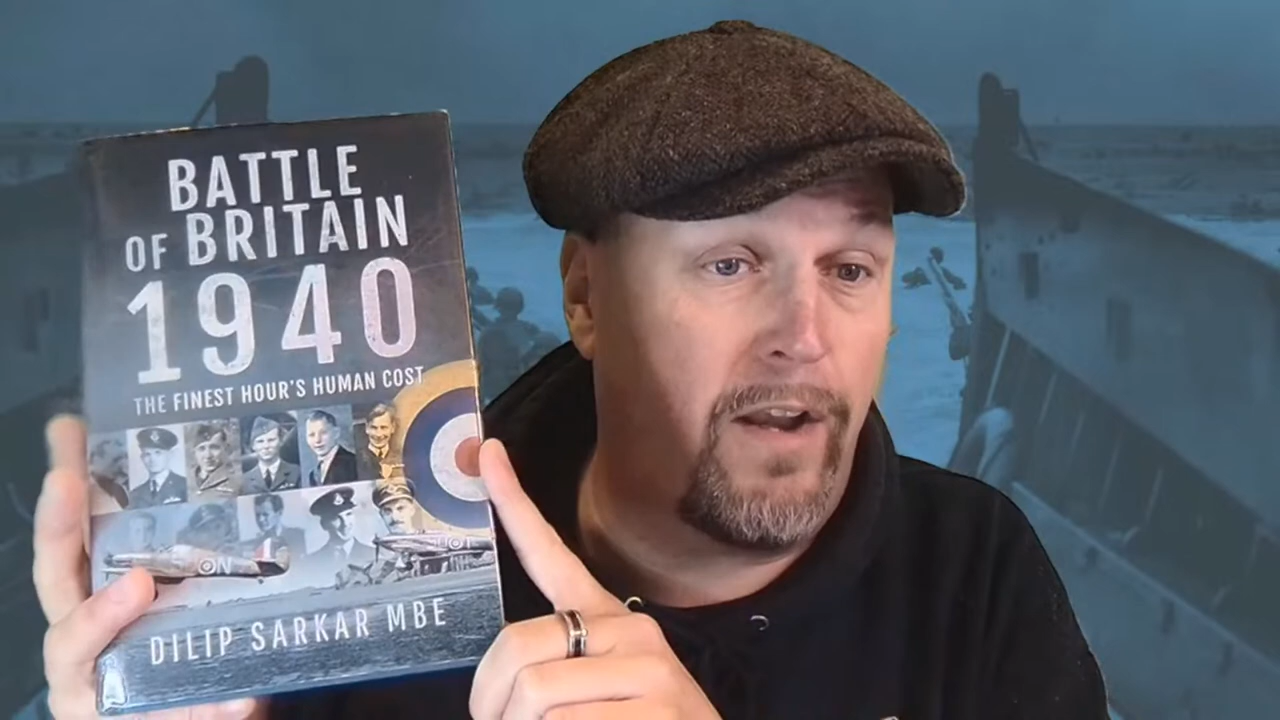 BATTLE
OF BRITAIN
1940
THE FINEST HOUR'S HUMAN COST
DILIP SARKAR MBE